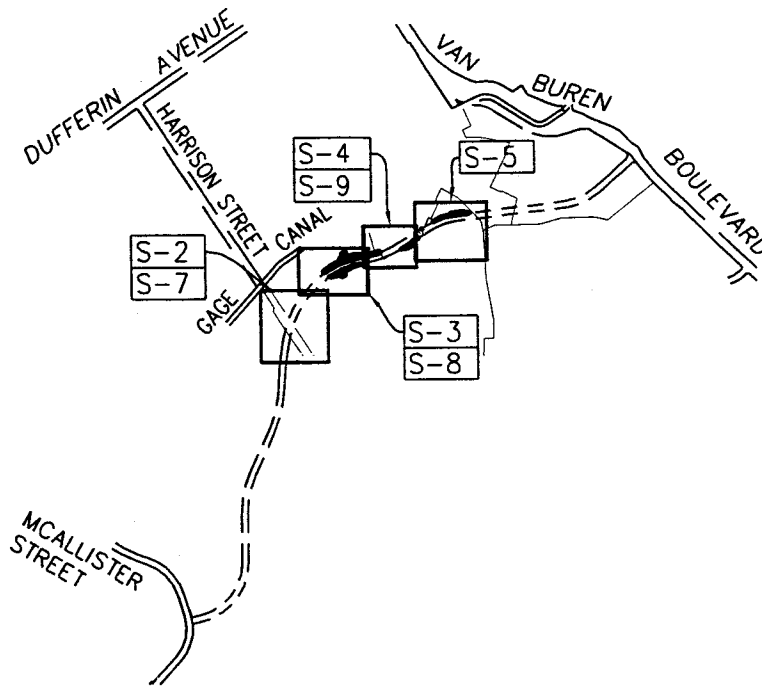 VAN
BUREN
BOULEVARD
DUFFERIN AVENUE
HARRISON STREET
S-4
S-9
S-5
GAGE CANAL
S-2
S-7
S-3
S-8
MCALLISTER
STREET